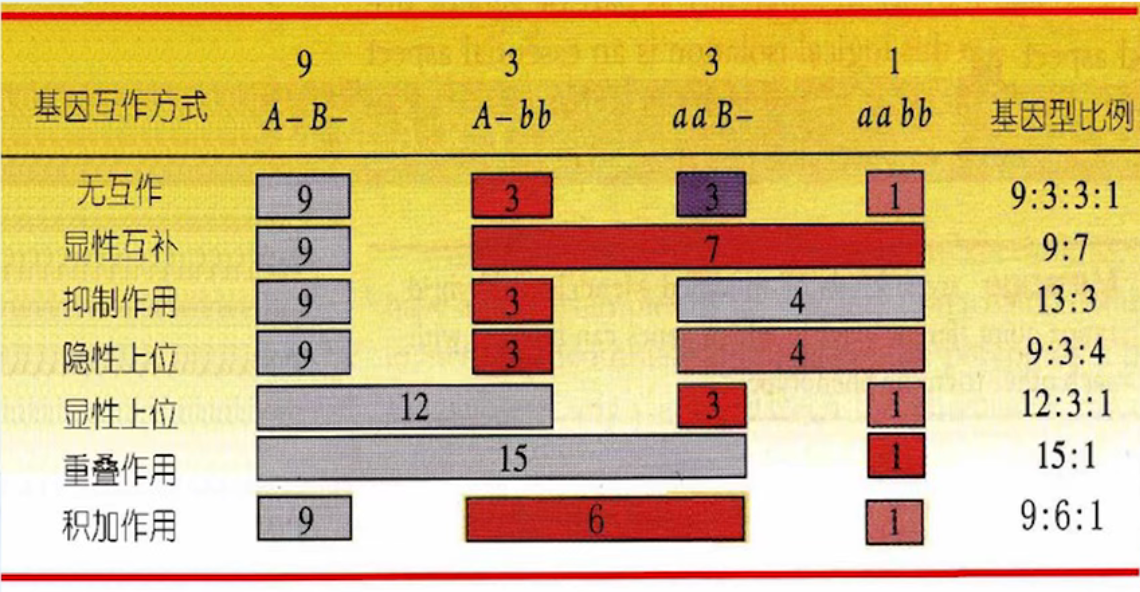 9 3 3 1
基因互作方式 A-B- A-bb aaB- aabb 基因型比例
无互作 9 3 3 1 9:3:3:1
显性互补 9 7 9:7
抑制作用 9 3 4 13:3
隐性上位 9 3 4 9:3:4
显性上位 12 3 1 12:3:1
重叠作用 15 1 15:1
积加作用 9 6 1 9:6:1